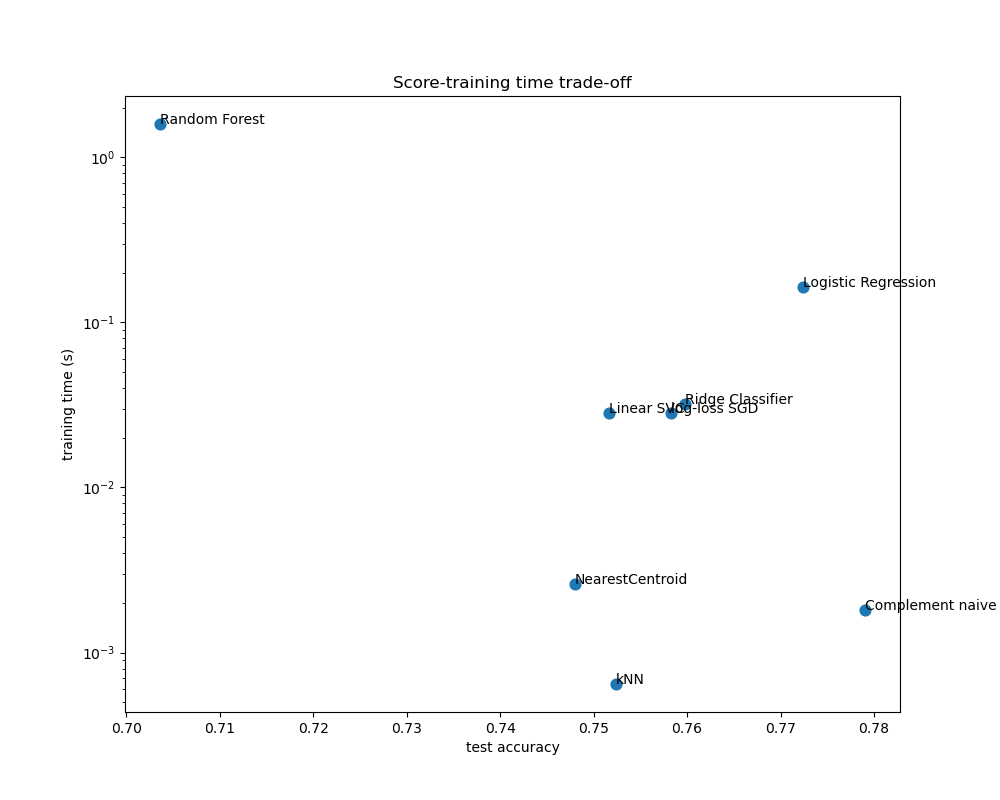 Score-training time trade-off
Random Forest
Logistic Regression
Ridge Classifier
Linear SVC
log-loss SGD
NearestCentroid
Complement naive
kNN
training time (s)
10⁰
10⁻¹
10⁻²
10⁻³
0.70 0.71 0.72 0.73 0.74 0.75 0.76 0.77 0.78
test accuracy